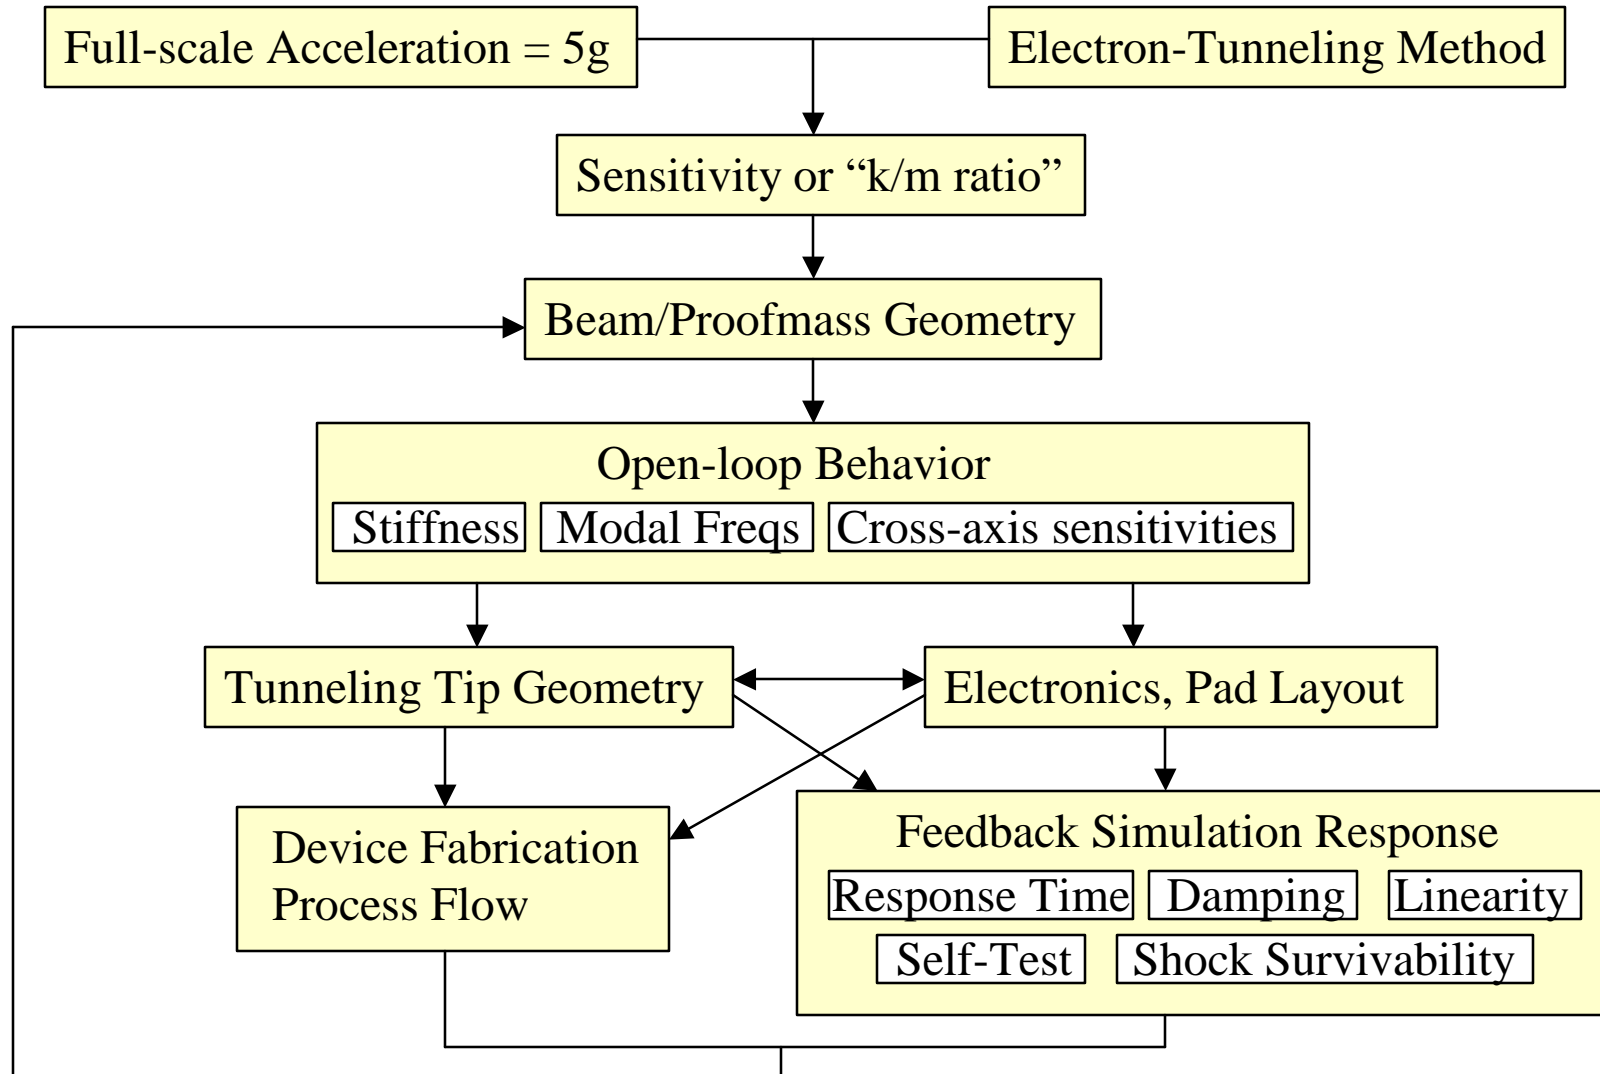 Full-scale Acceleration = 5g
Electron-Tunneling Method
Sensitivity or “k/m ratio”
Beam/Proofmass Geometry
Open-loop Behavior
Stiffness
Modal Freqs
Cross-axis sensitivities
Tunneling Tip Geometry
Electronics, Pad Layout
Device Fabrication
Process Flow
Feedback Simulation Response
Response Time
Damping
Linearity
Self-Test
Shock Survivability